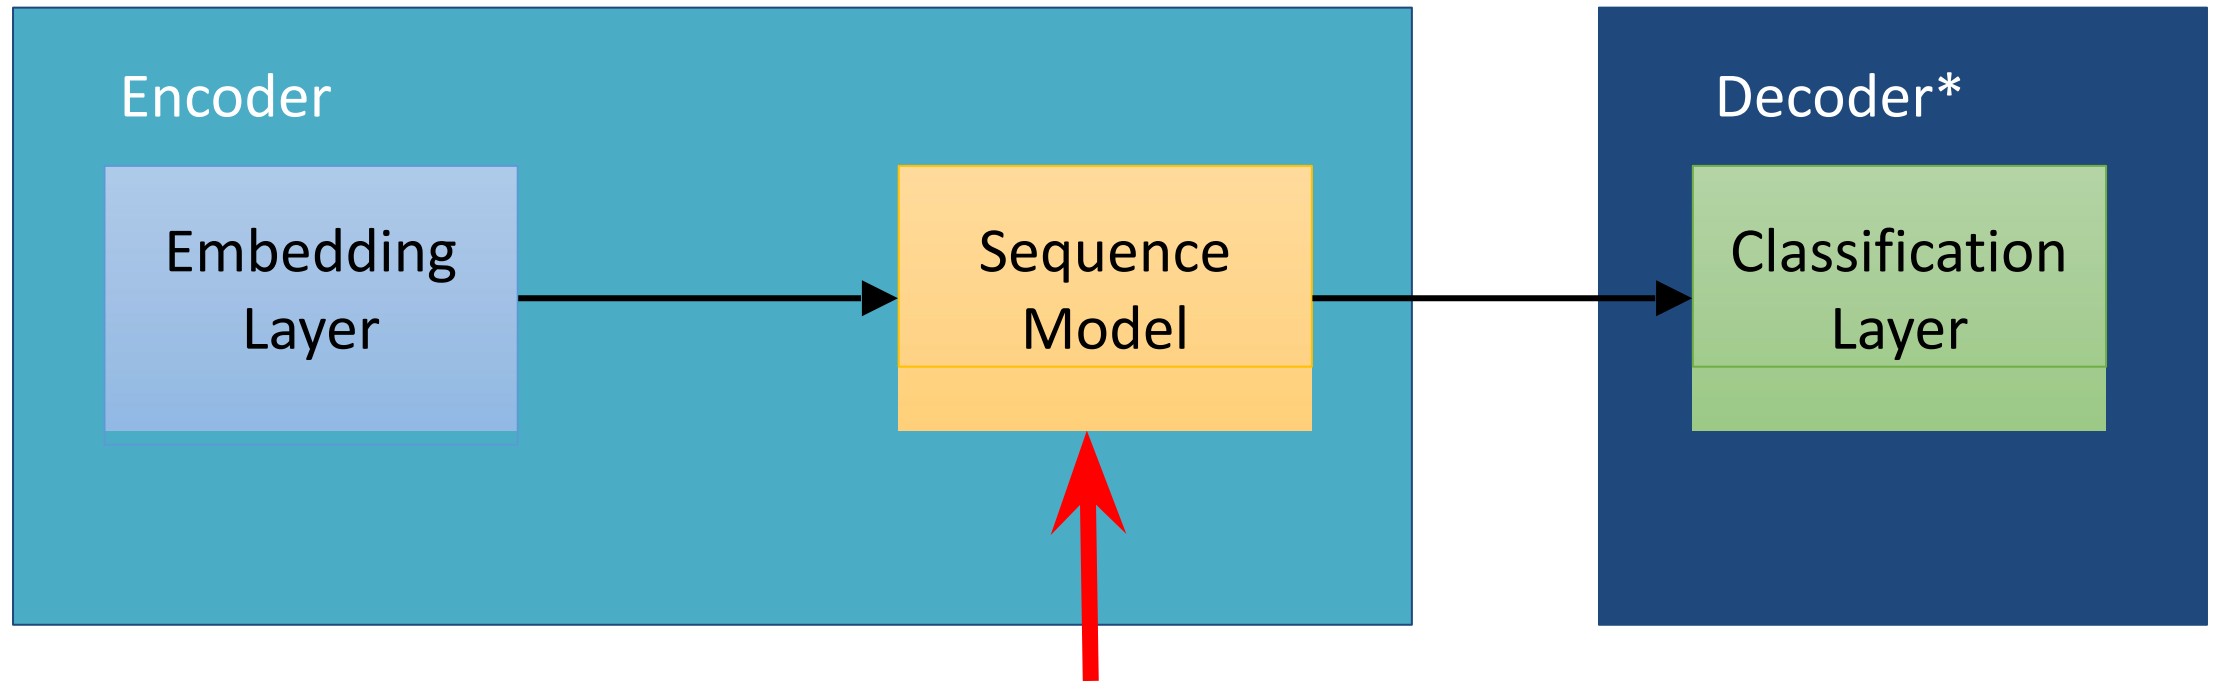 Encoder
Decoder*
Embedding
Layer
Sequence
Model
Classification
Layer